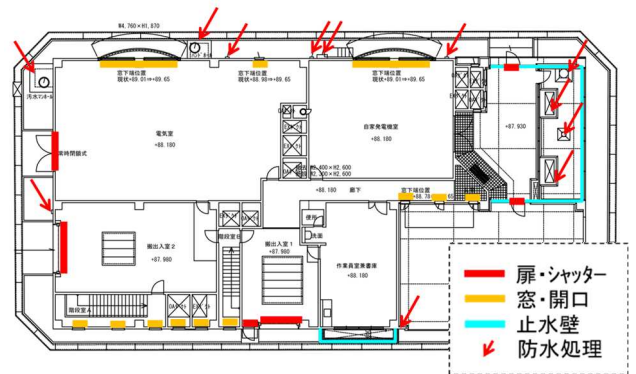 W4,760×H1,870
汚水マンホール
窓下端位置
現状+89.01⇒+89.65
窓下端位置
現状+88.98⇒+89.65
窓下端位置
現状+89.01⇒+89.65
電気室
+88.180
自家発電機室
+88.180
+87.930
常時閉鎖式
+88.180
廊下
窓下端位置
搬出入室2
+87.980
階段室B
搬出入室1
+87.980
便所
洗面
作業員室兼書庫
+88.180
階段室A
扉・シャッター
窓・開口
止水壁
防水処理